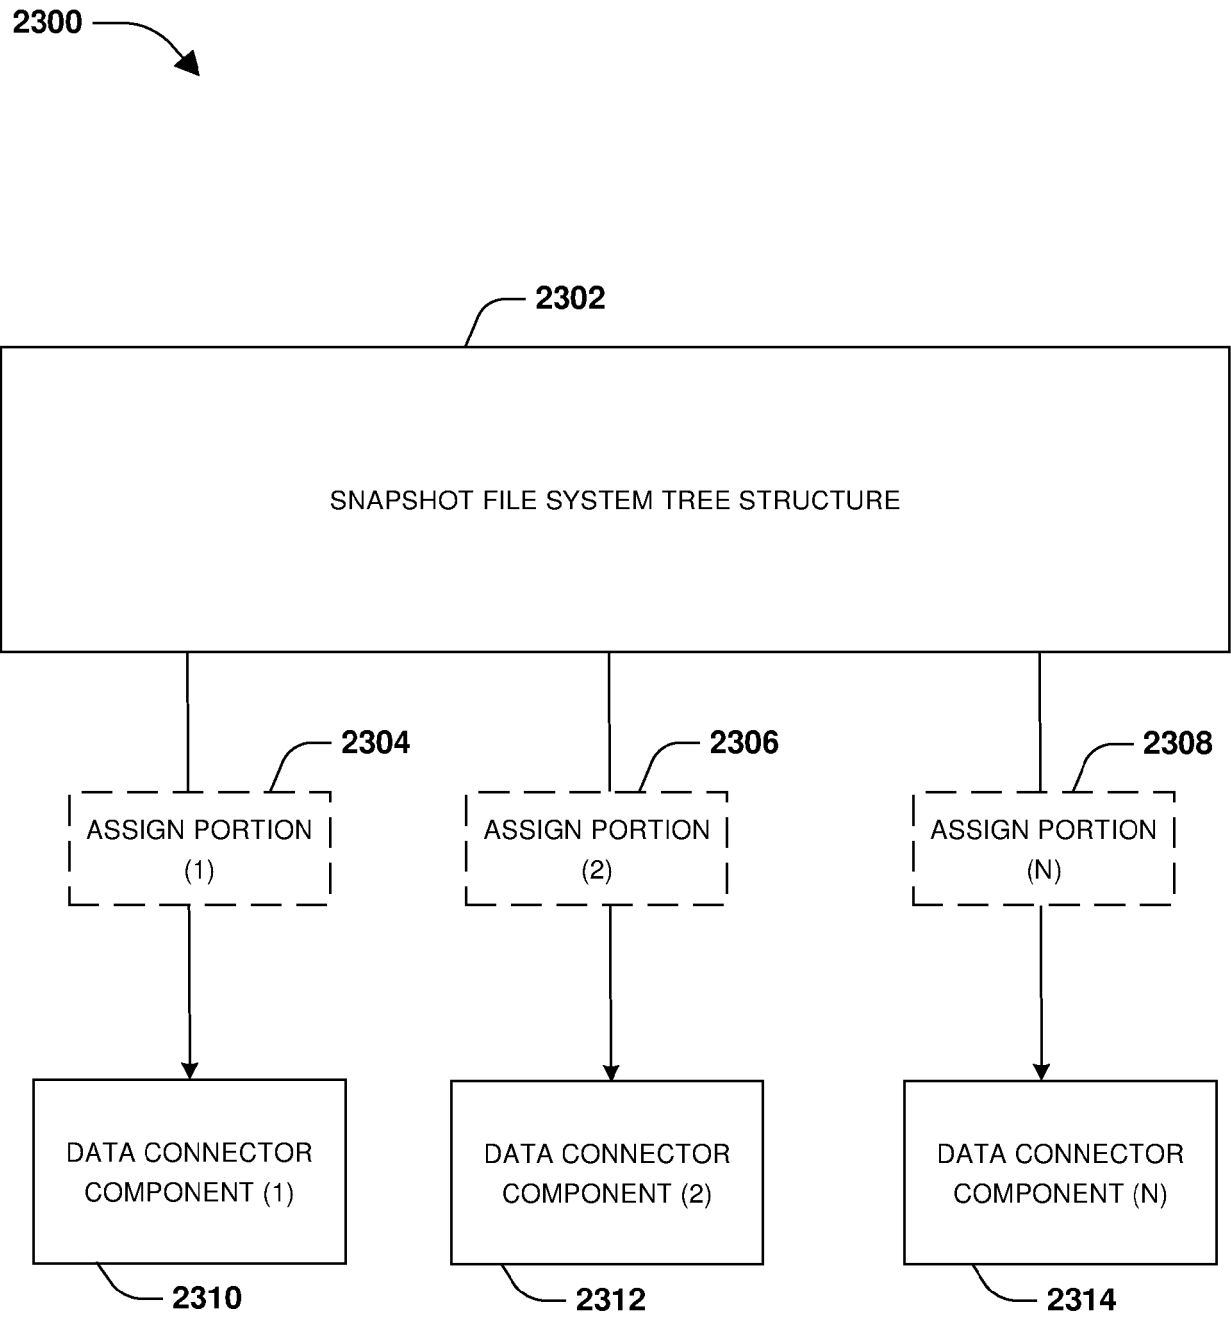 2300
2302
SNAPSHOT FILE SYSTEM TREE STRUCTURE
2304
2306
2308
ASSIGN PORTION
(1)
ASSIGN PORTION
(2)
ASSIGN PORTION
(N)
DATA CONNECTOR
COMPONENT (1)
DATA CONNECTOR
COMPONENT (2)
DATA CONNECTOR
COMPONENT (N)
2310
2312
2314